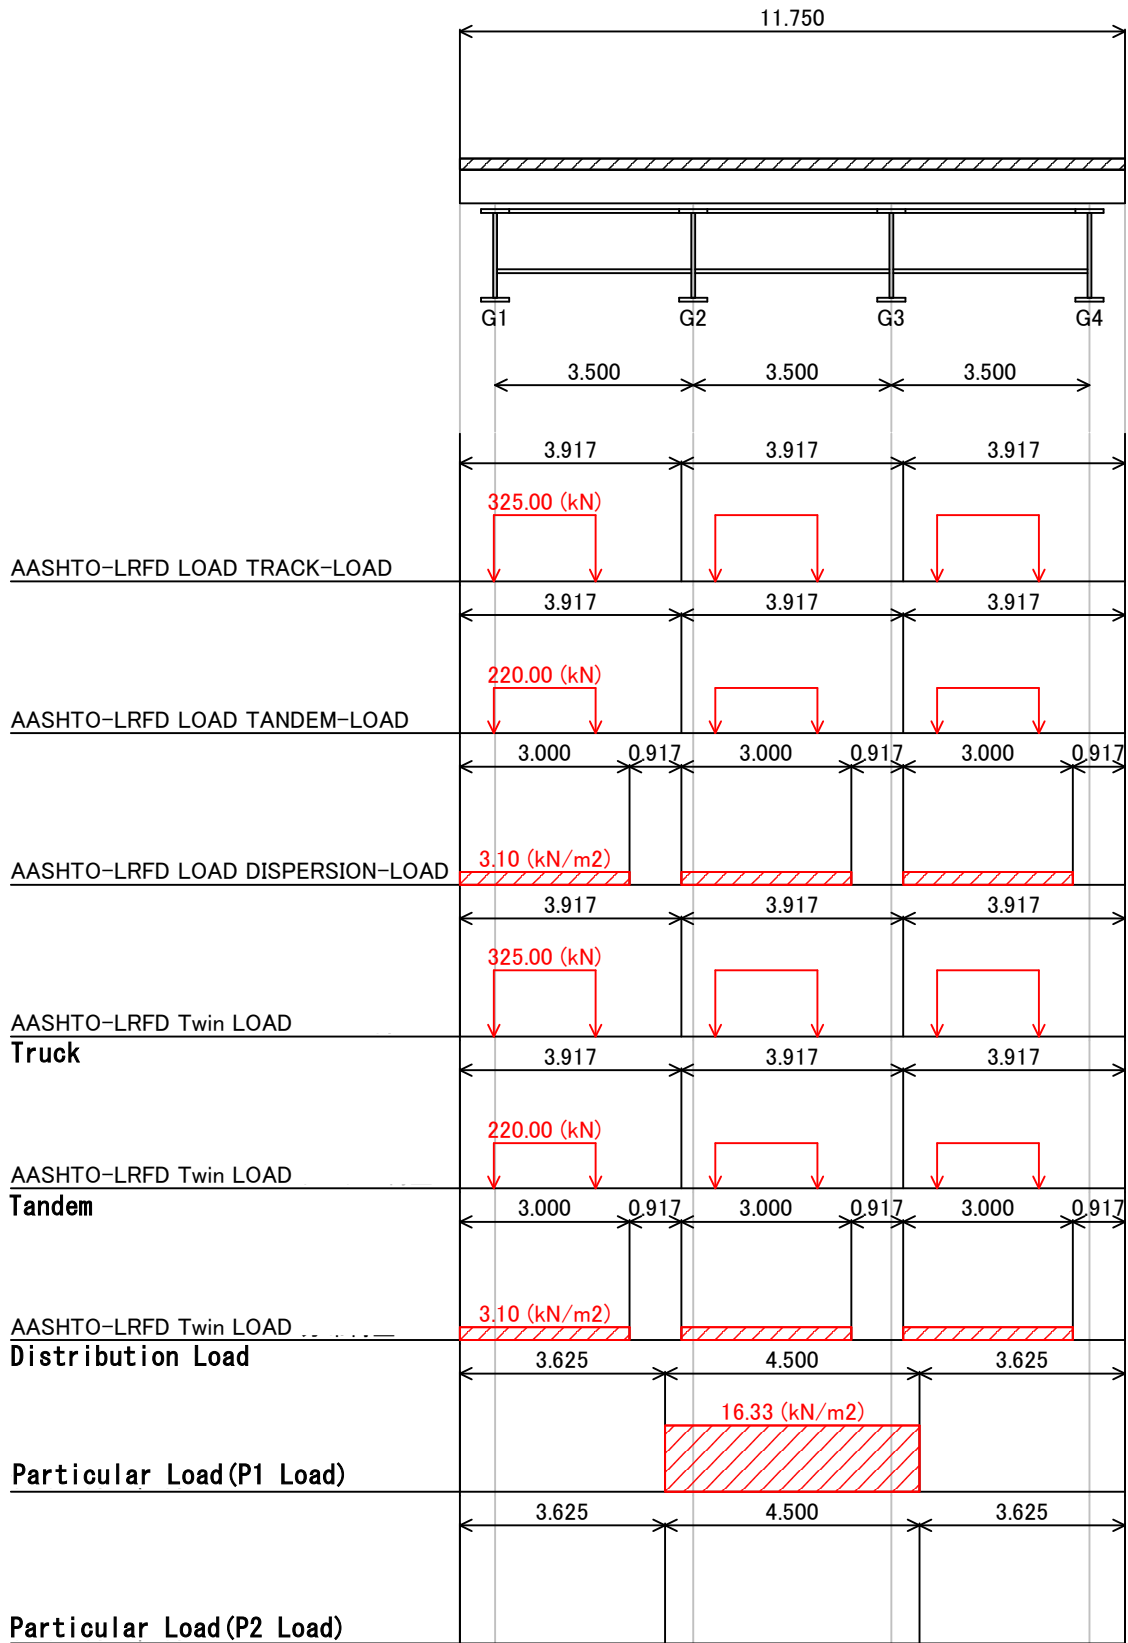 11.750
G1 G2 G3 G4
3.500 3.500 3.500
3.917 3.917 3.917
325.00 (kN)
AASHTO-LRFD LOAD TRACK-LOAD
3.917 3.917 3.917
220.00 (kN)
AASHTO-LRFD LOAD TANDEM-LOAD
3.000 0.917 3.000 0.917 3.000 0.917
3.10 (kN/m2)
AASHTO-LRFD LOAD DISPERSION-LOAD
3.917 3.917 3.917
325.00 (kN)
AASHTO-LRFD Twin LOAD
Truck
3.917 3.917 3.917
220.00 (kN)
AASHTO-LRFD Twin LOAD
Tandem
3.000 0.917 3.000 0.917 3.000 0.917
3.10 (kN/m2)
AASHTO-LRFD Twin LOAD
Distribution Load
3.625 4.500 3.625
16.33 (kN/m2)
Particular Load(P1 Load)
3.625 4.500 3.625
Particular Load(P2 Load)